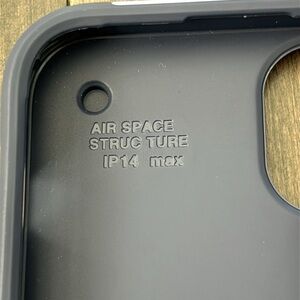 AIR SPACE
STRUC TURE
IP14 max